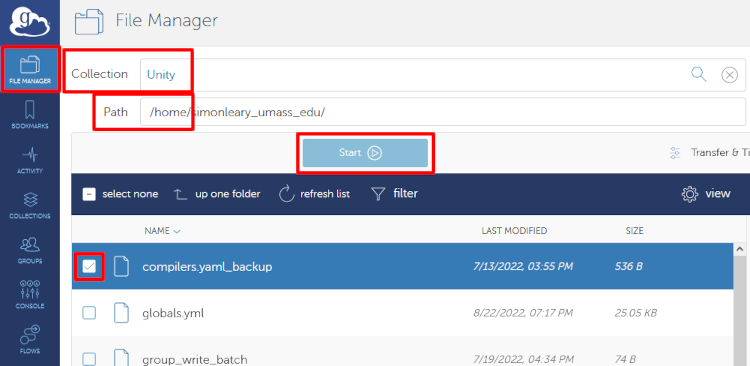 g
File Manager
FILE MANAGER
Collection Unity
BOOKMARKS
Path /home/simonleary_umass_edu/
ACTIVITY
Start
Transfer &
COLLECTIONS
select none up one folder refresh list filter view
NAME LAST MODIFIED SIZE
GROUPS
compilers.yaml_backup 7/13/2022, 03:55 PM 536 B
CONSOLE
globals.yml 8/22/2022, 07:17 PM 25.05 KB
FLOWS
group_write_batch 7/19/2022, 04:34 PM 74 B